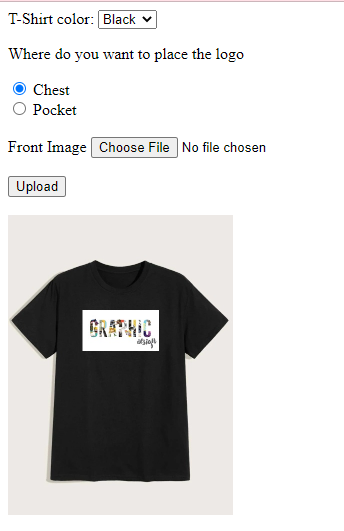 T-Shirt color: Black
Where do you want to place the logo
Chest
Pocket
Front Image Choose File No file chosen
Upload
GRAPHIC
design